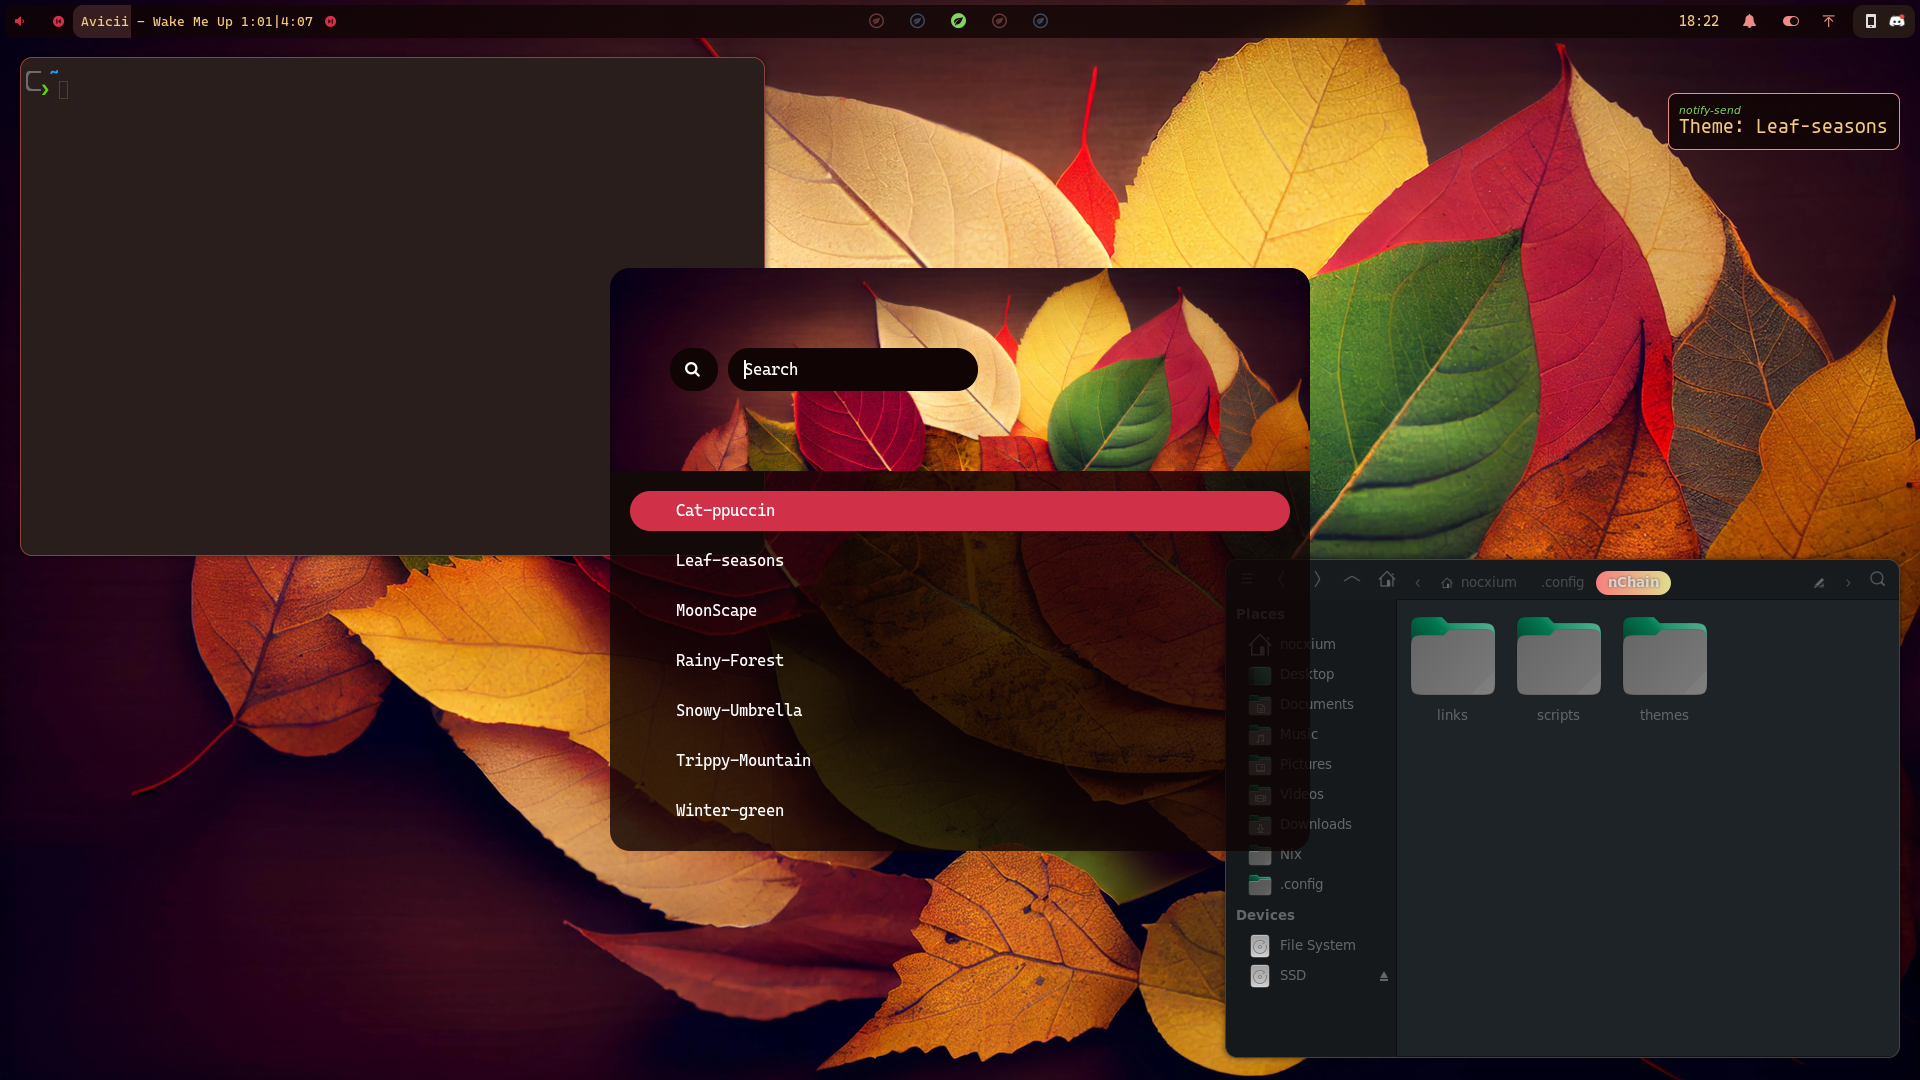 Avicii - Wake Me Up 1:01|4:07
18:22
~
❯
notify-send
Theme: Leaf-seasons
Search
Cat-ppuccin
Leaf-seasons
MoonScape
Rainy-Forest
Snowy-Umbrella
Trippy-Mountain
Winter-green
nocxium
.config
nChain
Places
nocxium
Desktop
Documents
Music
Pictures
Videos
Downloads
Nix
.config
Devices
File System
SSD
links
scripts
themes